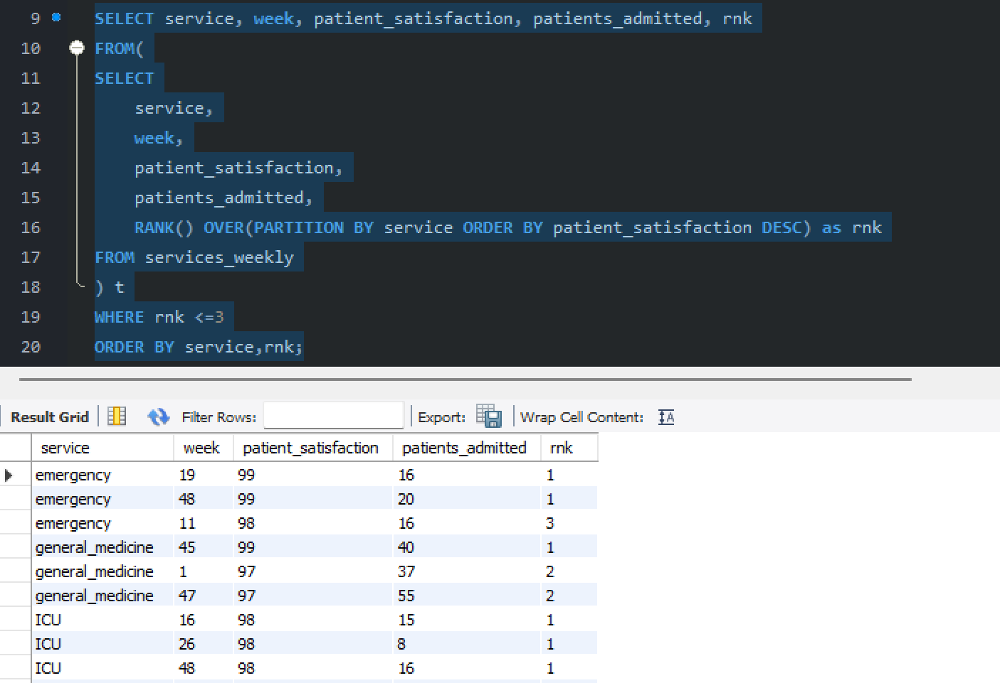 9 SELECT service, week, patient_satisfaction, patients_admitted, rnk
10 FROM(
11 SELECT
12 service,
13 week,
14 patient_satisfaction,
15 patients_admitted,
16 RANK() OVER(PARTITION BY service ORDER BY patient_satisfaction DESC) as rnk
17 FROM services_weekly
18 ) t
19 WHERE rnk <=3
20 ORDER BY service,rnk;
Result Grid Filter Rows: Export: Wrap Cell Content: IA
service week patient_satisfaction patients_admitted rnk
emergency 19 99 16 1
emergency 48 99 20 1
emergency 11 98 16 3
general_medicine 45 99 40 1
general_medicine 1 97 37 2
general_medicine 47 97 55 2
ICU 16 98 15 1
ICU 26 98 8 1
ICU 48 98 16 1